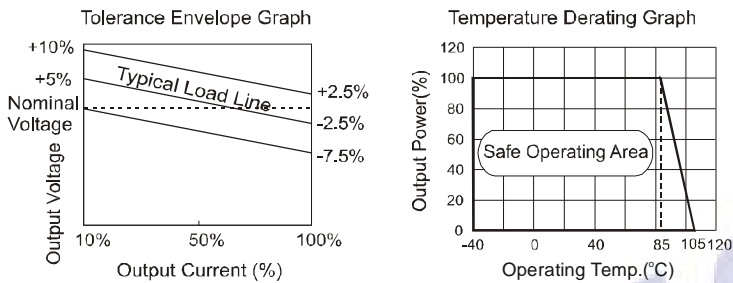 Tolerance Envelope Graph
+10%
+5%
Nominal
Voltage
Output Voltage
Typical Load Line
+2.5%
-2.5%
-7.5%
10%
50%
100%
Output Current (%)
Temperature Derating Graph
Output Power(%)
120
100
80
60
40
20
0
Safe Operating Area
-40
0
40
85
105
120
Operating Temp.(°C)